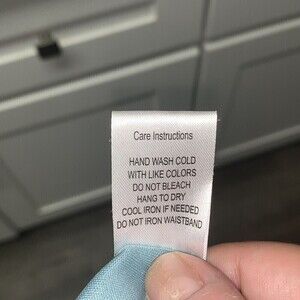 Care Instructions
HAND WASH COLD
WITH LIKE COLORS
DO NOT BLEACH
HANG TO DRY
COOL IRON IF NEEDED
DO NOT IRON WAISTBAND